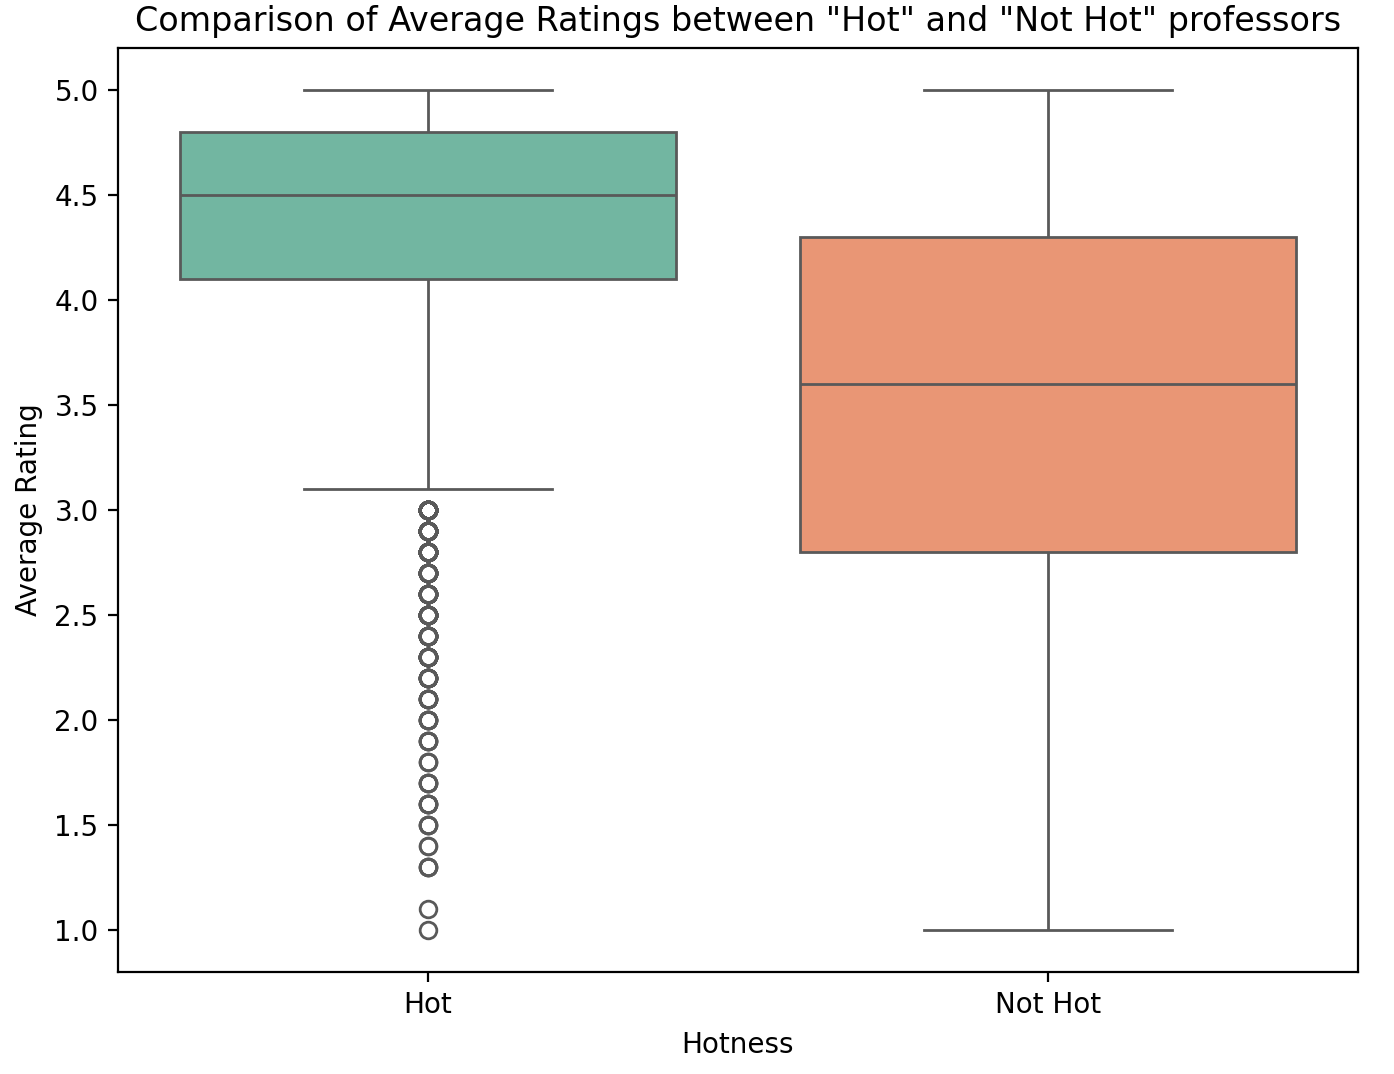 Comparison of Average Ratings between "Hot" and "Not Hot" professors
5.0
4.5
4.0
3.5
3.0
2.5
2.0
1.5
1.0
Average Rating
Hot
Not Hot
Hotness